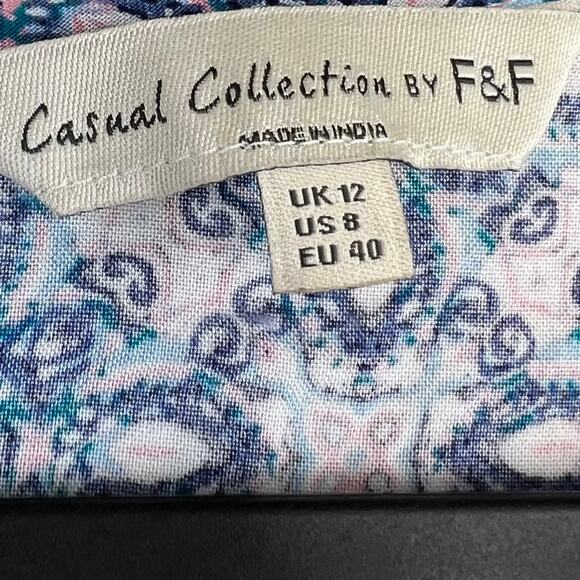 Casual Collection BY F&F
MADE IN INDIA
UK 12
US 8
EU 40